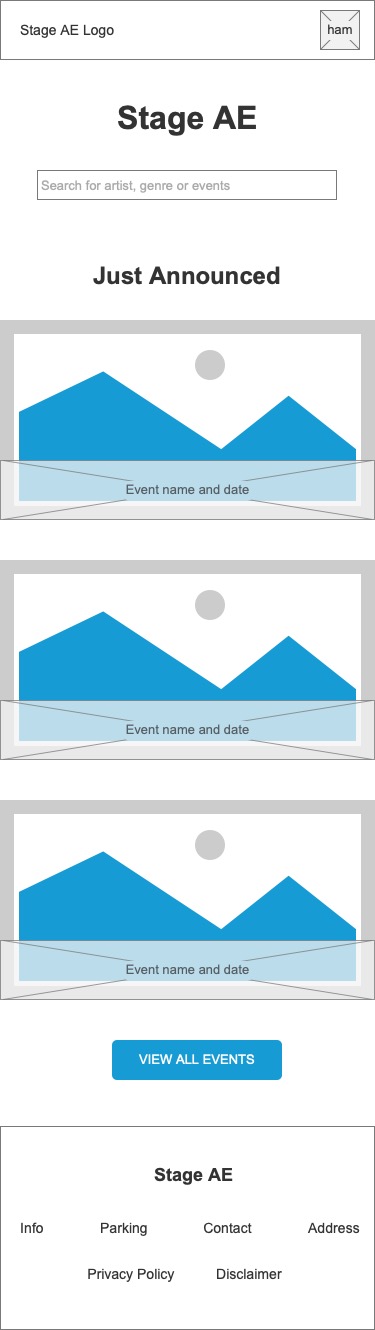 Stage AE Logo
ham
Stage AE
Search for artist, genre or events
Just Announced
Event name and date
Event name and date
Event name and date
VIEW ALL EVENTS
Stage AE
Info Parking Contact Address
Privacy Policy Disclaimer